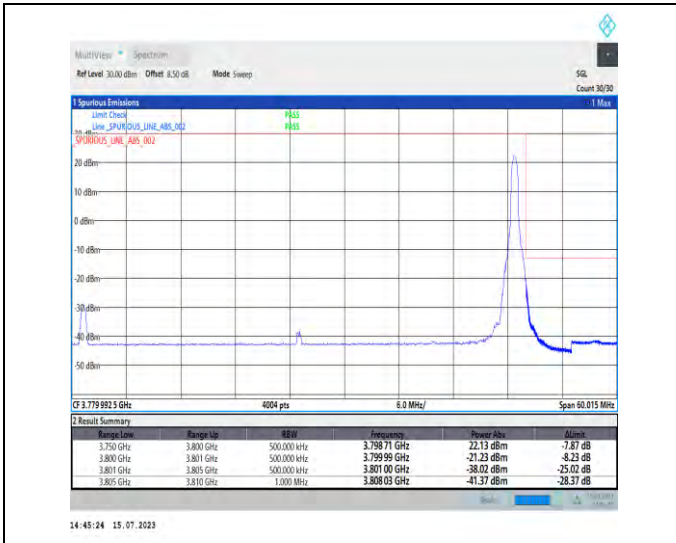 MultiView Spectrum
Ref Level 30.00 dBm Offset 8.50 dB Mode Sweep SGL
Count 30/30
1 Spurious Emissions 1 Max
Limit Check PASS
Line _SPURIOUS_LINE_ABS_002 PASS
_SPURIOUS_LINE_ABS_002
20 dBm
10 dBm
0 dBm
-10 dBm
-20 dBm
-30 dBm
-40 dBm
-50 dBm
CF 3.779 992 5 GHz 4004 pts 6.0 MHz/ Span 60.015 MHz
2 Result Summary
Range Low Range Up RBW Frequency Power Abs ΔLimit
3.750 GHz 3.800 GHz 500.000 kHz 3.798 71 GHz 22.13 dBm -7.87 dB
3.800 GHz 3.801 GHz 500.000 kHz 3.799 99 GHz -21.23 dBm -8.23 dB
3.801 GHz 3.805 GHz 500.000 kHz 3.801 00 GHz -38.02 dBm -25.02 dB
3.805 GHz 3.810 GHz 1.000 MHz 3.808 03 GHz -41.37 dBm -28.37 dB
14:45:24 15.07.2023